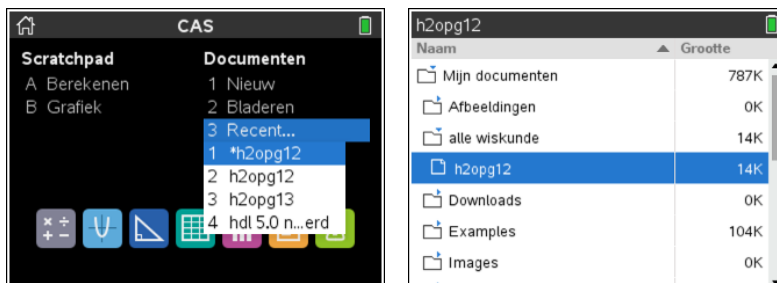 CAS
Scratchpad
A Berekenen
B Grafiek
Documenten
1 Nieuw
2 Bladeren
3 Recent...
1 *h2opg12
2 h2opg12
3 h2opg13
4 hdl 5.0 n...erd
h2opg12
Naam Grootte
Mijn documenten 787K
Afbeeldingen 0K
alle wiskunde 14K
h2opg12 14K
Downloads 0K
Examples 104K
Images 0K